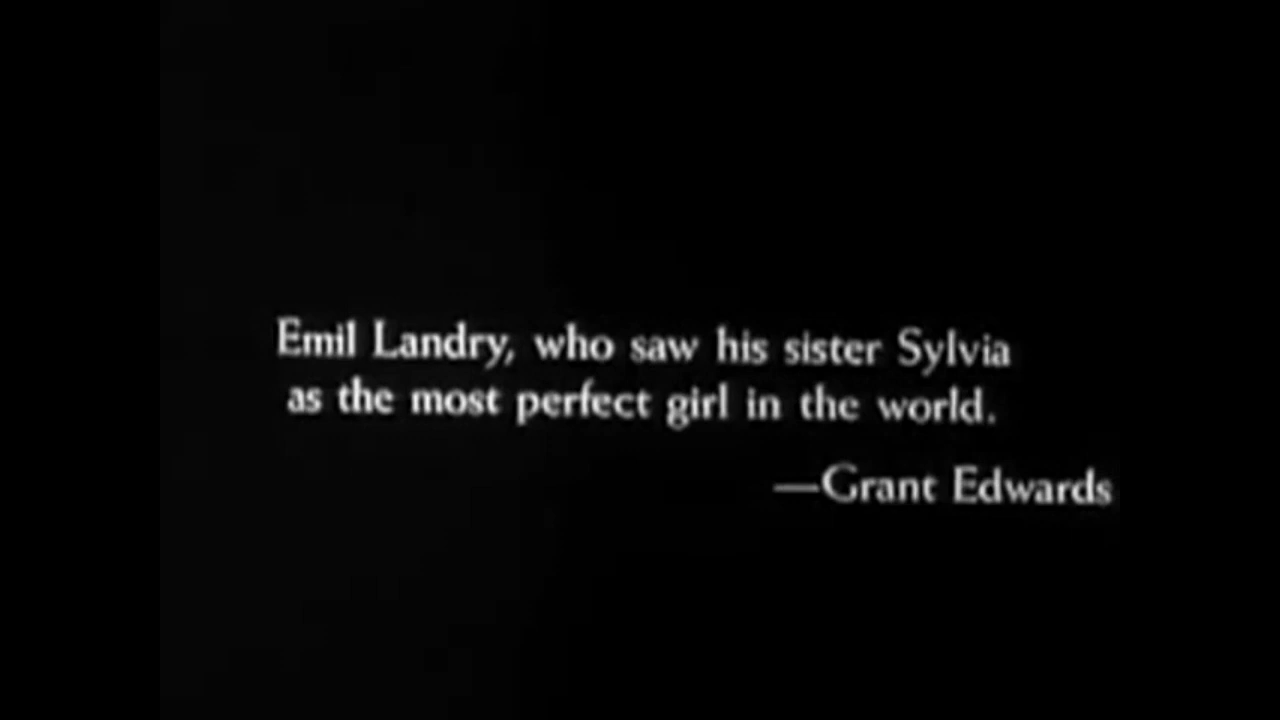 Emil Landry, who saw his sister Sylvia
as the most perfect girl in the world.
—Grant Edwards